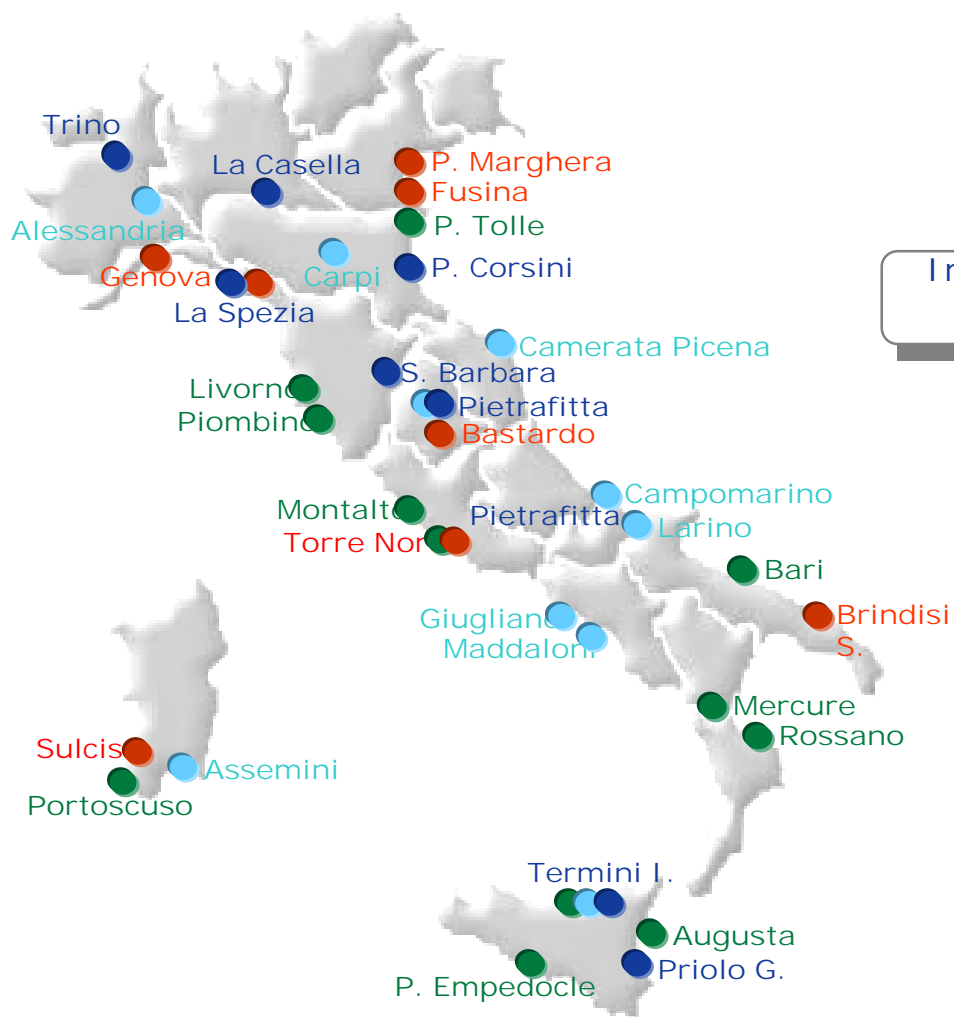 Trino
La Casella
P. Marghera
Fusina
P. Tolle
Alessandria
Genova
Carpi
P. Corsini
La Spezia
Camerata Picena
S. Barbara
Livorno
Pietrafitta
Piombino
Bastardo
Campomarino
Montalto
Pietrafitta
Larino
Torre Nor
Bari
Giugliano
Brindisi
S.
Maddaloni
Mercure
Rossano
Sulcis
Assemini
Portoscuso
Termini I.
Augusta
Priolo G.
P. Empedocle